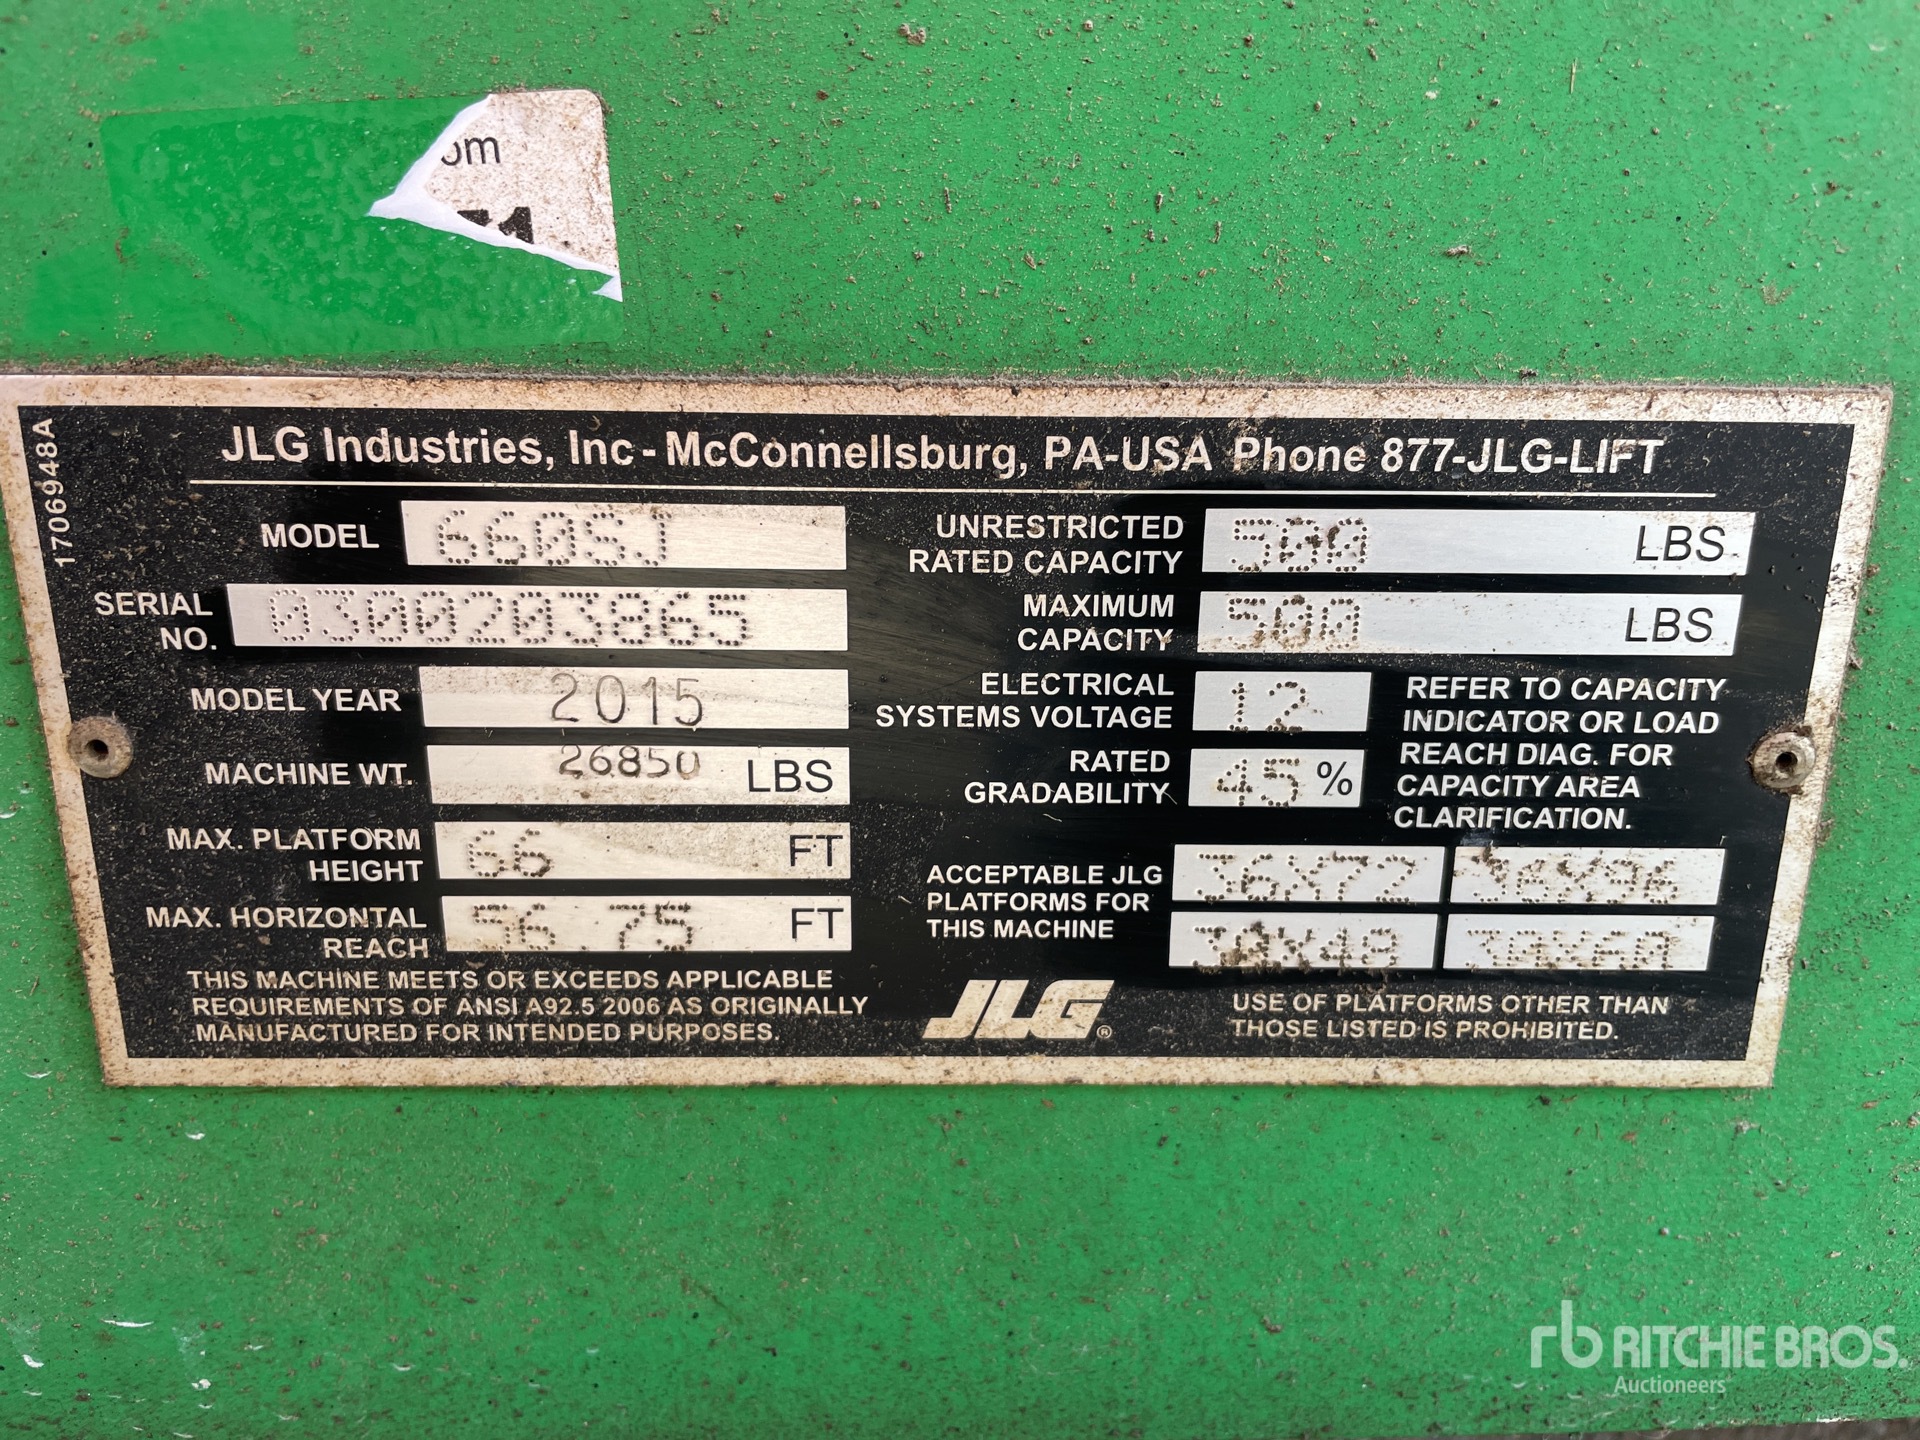 om
51
17069948A
JLG Industries, Inc - McConnellsburg, PA-USA Phone 877-JLG-LIFT
MODEL 660SJ
SERIAL NO. 0300203865
MODEL YEAR 2015
MACHINE WT. 26850 LBS
MAX. PLATFORM HEIGHT 66 FT
MAX. HORIZONTAL REACH 56.75 FT
THIS MACHINE MEETS OR EXCEEDS APPLICABLE
REQUIREMENTS OF ANSI A92.5 2006 AS ORIGINALLY
MANUFACTURED FOR INTENDED PURPOSES.
UNRESTRICTED RATED CAPACITY 500 LBS
MAXIMUM CAPACITY 500 LBS
ELECTRICAL SYSTEMS VOLTAGE 12
RATED GRADABILITY 45 %
REFER TO CAPACITY
INDICATOR OR LOAD
REACH DIAG. FOR
CAPACITY AREA
CLARIFICATION.
ACCEPTABLE JLG
PLATFORMS FOR
THIS MACHINE
36X72 36X96
30X48 30X60
JLG®
USE OF PLATFORMS OTHER THAN
THOSE LISTED IS PROHIBITED.
rb RITCHIE BROS.
Auctioneers